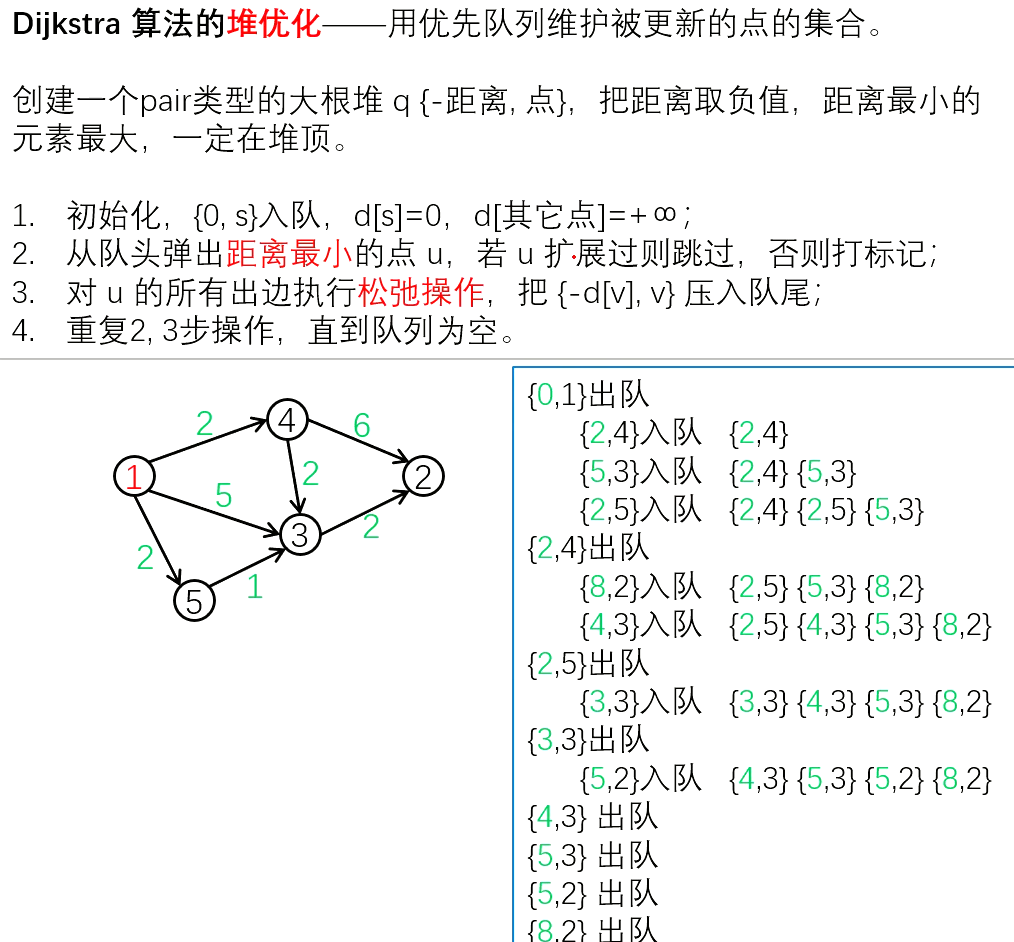 Dijkstra 算法的堆优化——用优先队列维护被更新的点的集合。
创建一个pair类型的大根堆 q {-距离, 点}，把距离取负值，距离最小的
元素最大，一定在堆顶。
1. 初始化，{0, s}入队，d[s]=0，d[其它点]=+∞；
2. 从队头弹出距离最小的点 u，若 u 扩展过则跳过，否则打标记；
3. 对 u 的所有出边执行松弛操作，把 {-d[v], v} 压入队尾；
4. 重复2, 3步操作，直到队列为空。
2
4
6
1
5
2
2
3
2
2
5
1
{0,1}出队
{2,4}入队 {2,4}
{5,3}入队 {2,4} {5,3}
{2,5}入队 {2,4} {2,5} {5,3}
{2,4}出队
{8,2}入队 {2,5} {5,3} {8,2}
{4,3}入队 {2,5} {4,3} {5,3} {8,2}
{2,5}出队
{3,3}入队 {3,3} {4,3} {5,3} {8,2}
{3,3}出队
{5,2}入队 {4,3} {5,3} {5,2} {8,2}
{4,3} 出队
{5,3} 出队
{5,2} 出队
{8,2} 出队